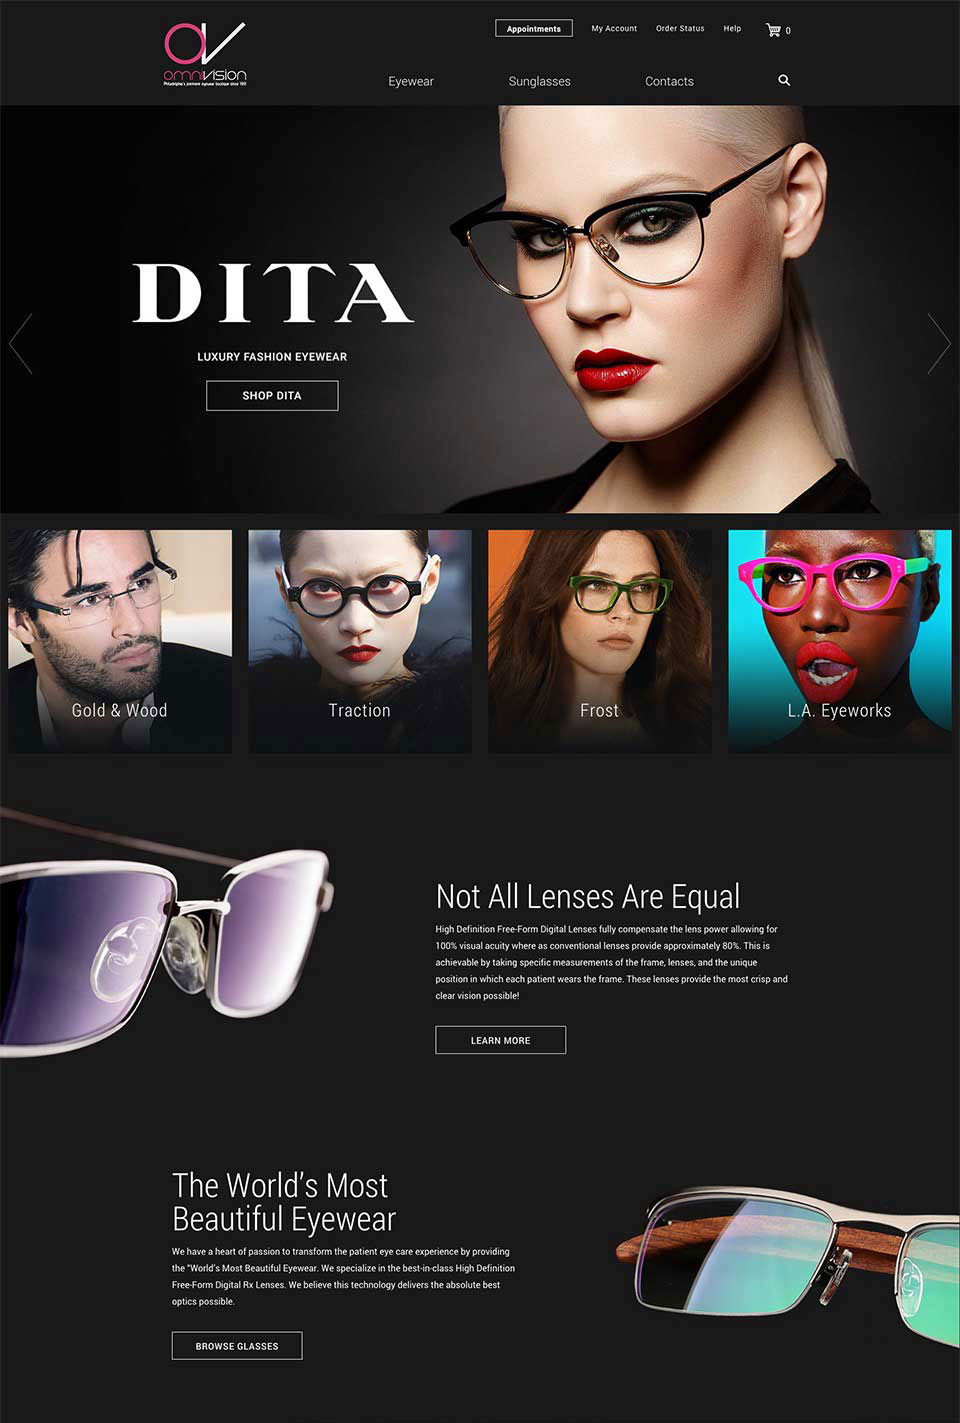 Appointments
My Account
Order Status
Help
0
OV
omnivision
Philadelphia's premiere eyewear boutique since 1993
Eyewear
Sunglasses
Contacts
DITA
LUXURY FASHION EYEWEAR
SHOP DITA
Gold & Wood
Traction
Frost
L.A. Eyeworks
Not All Lenses Are Equal
High Definition Free-Form Digital Lenses fully compensate the lens power allowing for
100% visual acuity where as conventional lenses provide approximately 80%. This is
achievable by taking specific measurements of the frame, lenses, and the unique
position in which each patient wears the frame. These lenses provide the most crisp and
clear vision possible!
LEARN MORE
The World’s Most
Beautiful Eyewear
We have a heart of passion to transform the patient eye care experience by providing
the “World’s Most Beautiful Eyewear. We specialize in the best-in-class High Definition
Free-Form Digital Rx Lenses. We believe this technology delivers the absolute best
optics possible.
BROWSE GLASSES